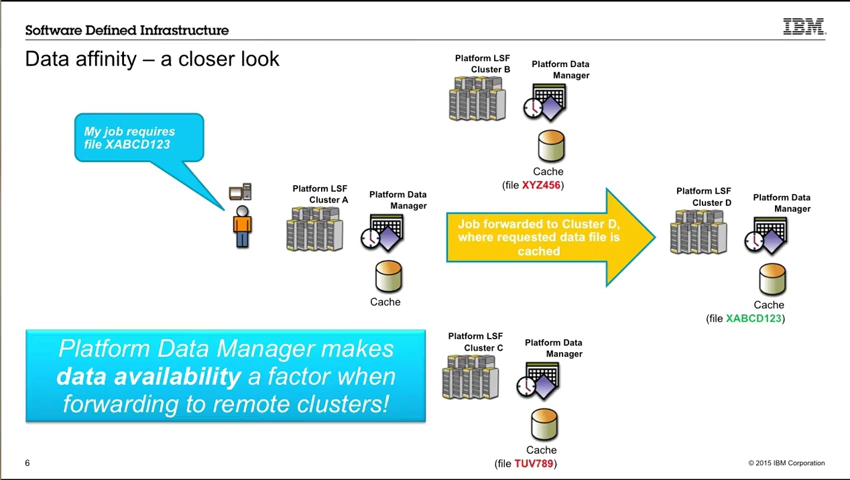 Software Defined Infrastructure
IBM
Data affinity – a closer look
Platform LSF
Cluster B
Platform Data
Manager
Cache
(file XYZ456)
My job requires
file XABCD123
Platform LSF
Cluster A
Platform Data
Manager
Cache
Job forwarded to Cluster D,
where requested data file is
cached
Platform LSF
Cluster D
Platform Data
Manager
Cache
(file XABCD123)
Platform Data Manager makes
data availability a factor when
forwarding to remote clusters!
Platform LSF
Cluster C
Platform Data
Manager
Cache
(file TUV789)
6
© 2015 IBM Corporation